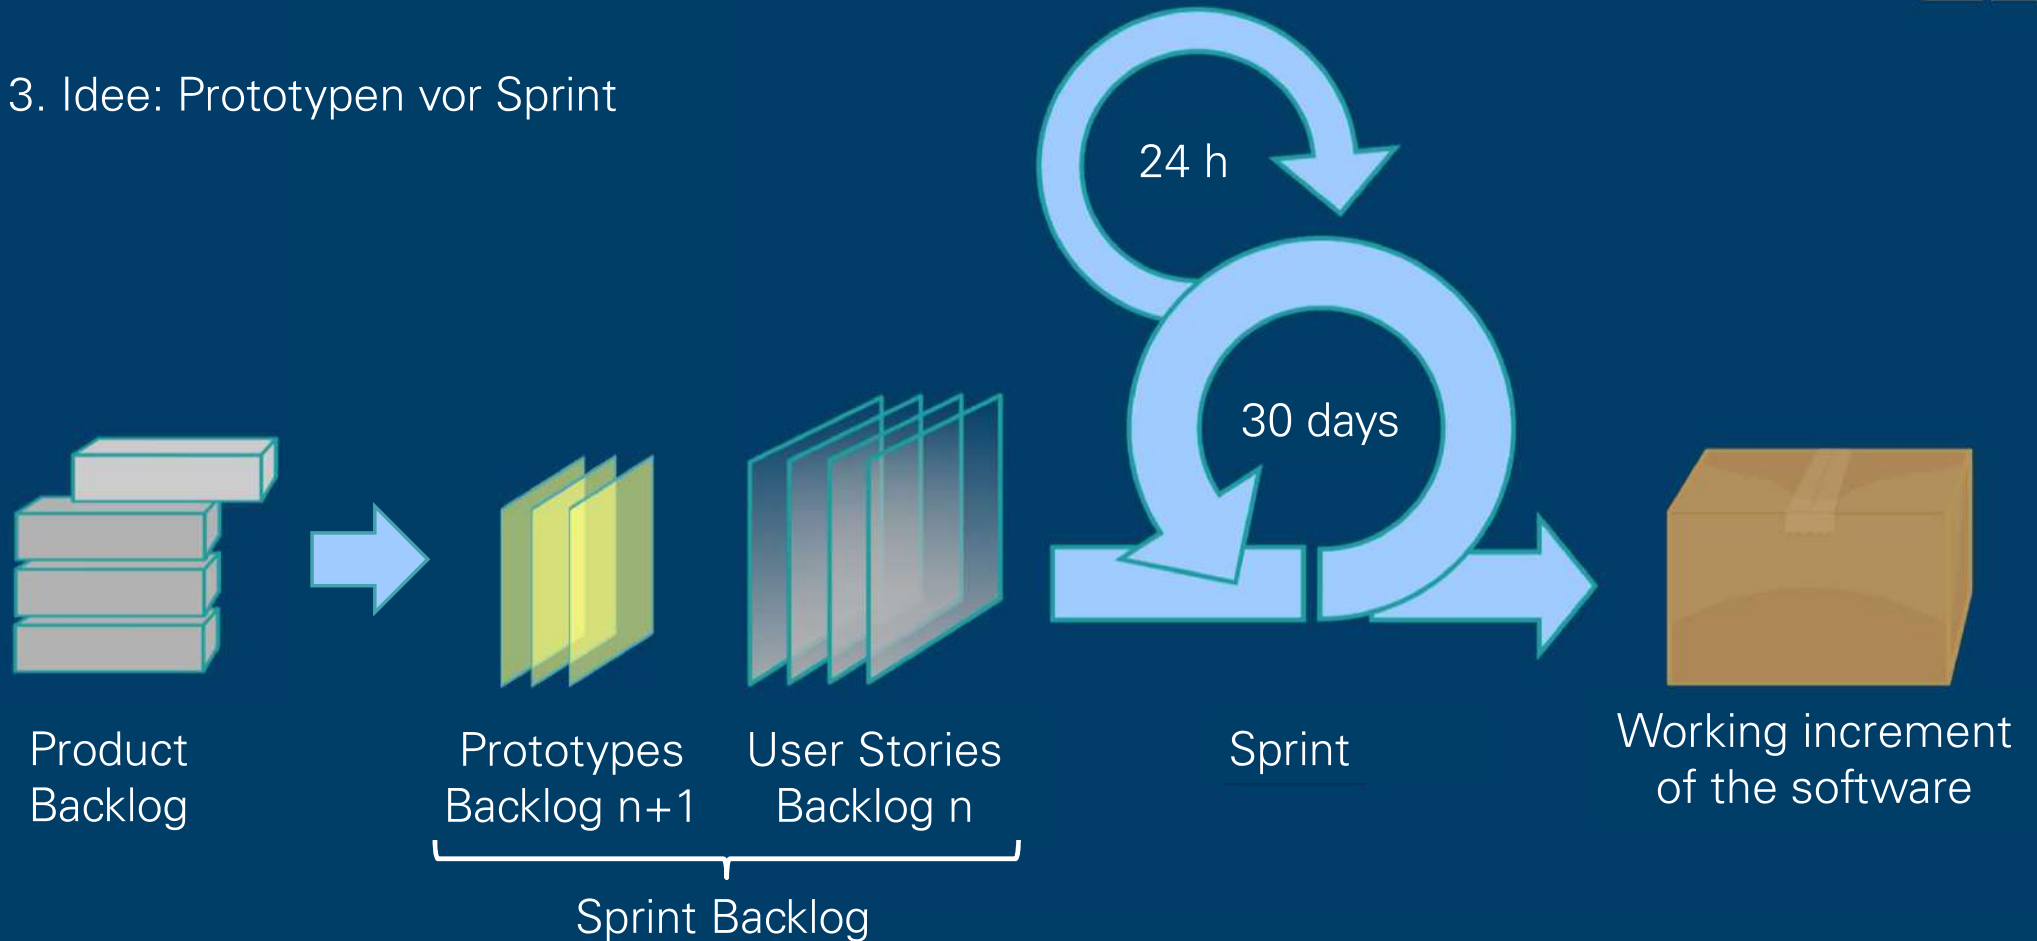 3. Idee: Prototypen vor Sprint
24 h
30 days
Product
Backlog
Prototypes
Backlog n+1
User Stories
Backlog n
Sprint
Working increment
of the software
Sprint Backlog